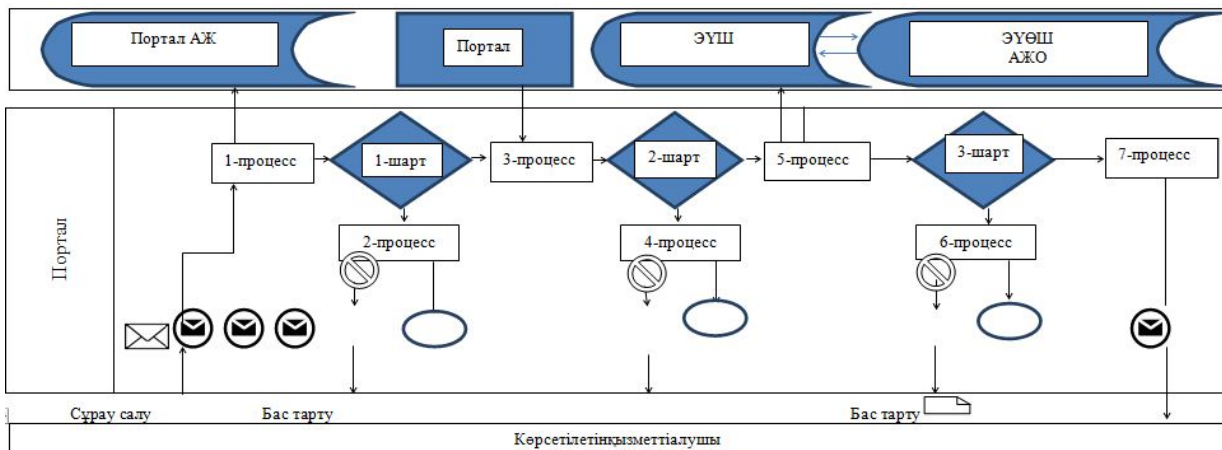 Портал АЖ
Портал
ЭҮШ
ЭҮӨШ
АЖО
1-процесс
1-шарт
3-процесс
2-шарт
5-процесс
3-шарт
7-процесс
Портал
2-процесс
4-процесс
6-процесс
Сұрау салу
Бас тарту
Бас тарту
Көрсетілетінқызметтіалушы